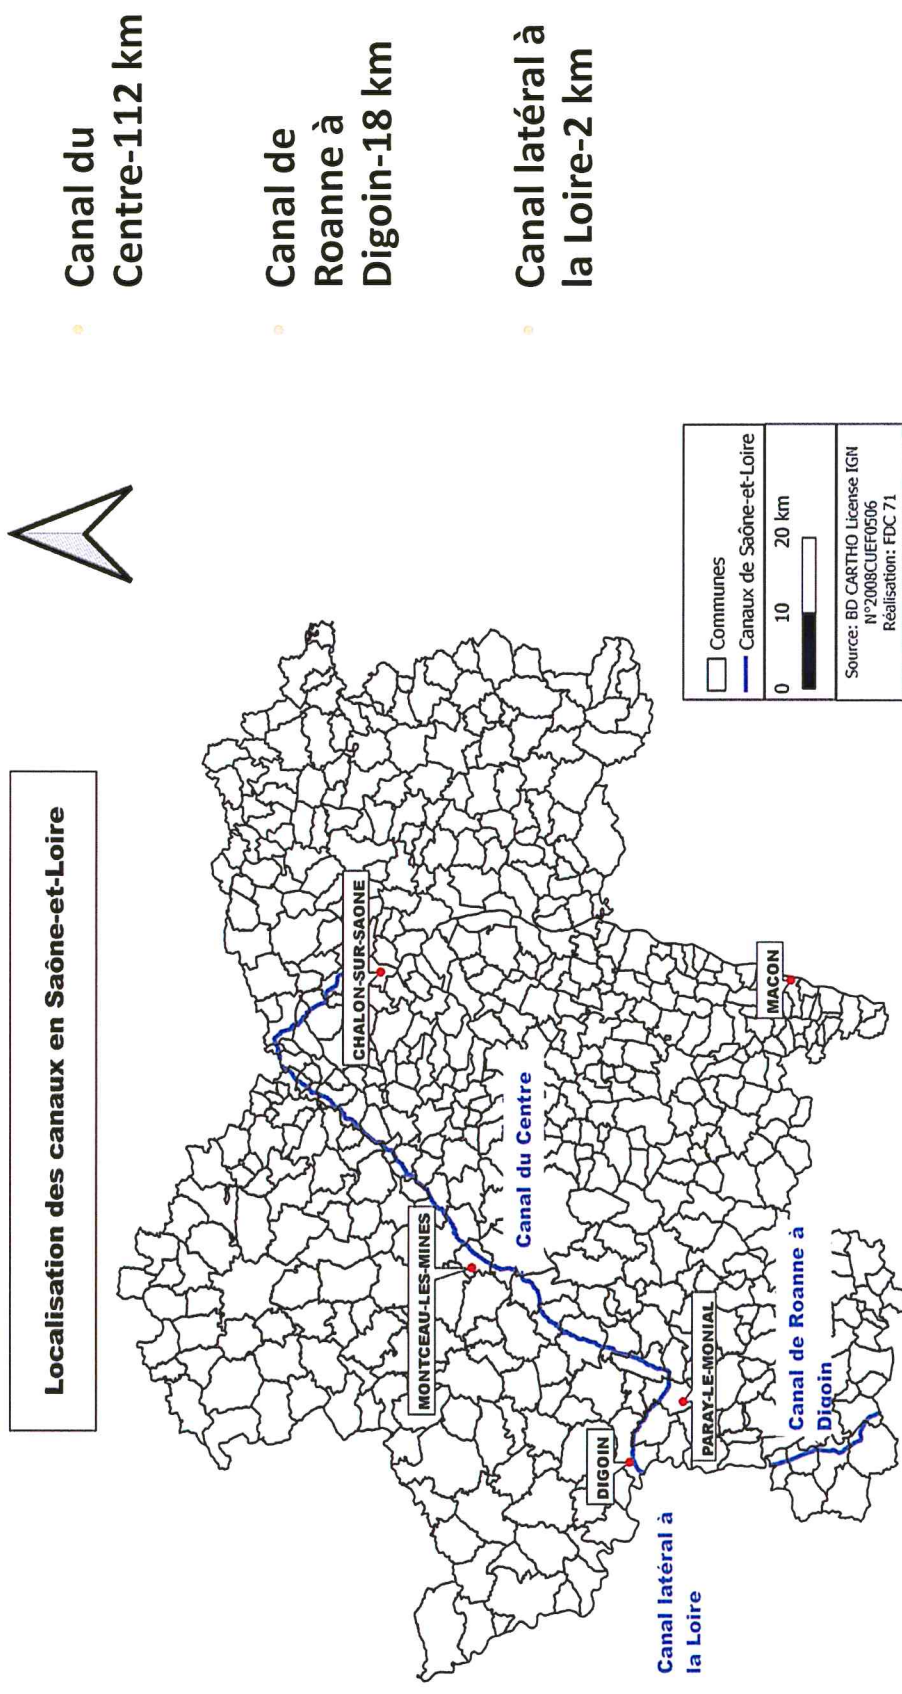 Localisation des canaux en Saône-et-Loire
CHALON-SUR-SAONE
MONTCEAU-LES-MINES
Canal du Centre
DIGOIN
PARAY-LE-MONIAL
MACON
Canal latéral à
la Loire
Canal de Roanne à
Digoin
Communes
Canaux de Saône-et-Loire
0 10 20 km
Source: BD CARTHO License IGN
N°2008CUEF0506
Réalisation: FDC 71
• Canal du
Centre-112 km
• Canal de
Roanne à
Digoin-18 km
• Canal latéral à
la Loire-2 km